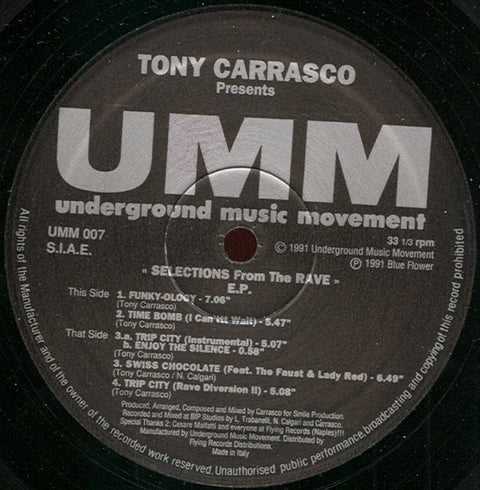 TONY CARRASCO
Presents
UMM
underground music movement
UMM 007
S.I.A.E.
33 1/3 rpm
© 1991 Underground Music Movement
℗ 1991 Blue Flower
« SELECTIONS From The RAVE »
E.P.
This Side 1. FUNKY-OLOGY - 7.06"
(Tony Carrasco)
2. TIME BOMB (I Can'ttt Wait) - 5.47"
(Tony Carrasco)
That Side 3.a. TRIP CITY (Instrumental) - 5.07"
b. ENJOY THE SILENCE - 0.58"
3. SWISS CHOCOLATE (Feat. The Faust & Lady Red) - 6.49"
(Tony Carrasco / N. Calgari)
4. TRIP CITY (Rave Diversion II) - 5.08"
(Tony Carrasco)
Produced, Arranged, Composed and Mixed by Carrasco for Smile Production.
Recorded and Mixed at BIP Studios by L. Trabanelli, N. Calgari and Carrasco.
Special Thanks 2: Cesare Malfatti and everyone at Flying Records (Naples)!!!!
Manufactured by Underground Music Movement. Distributed by
Flying Records Distributions.
Made in Italy
All rights of the Manufacturer and of the owner of the recorded work reserved. Unauthorised public performance, broadcasting and copying of this record prohibited